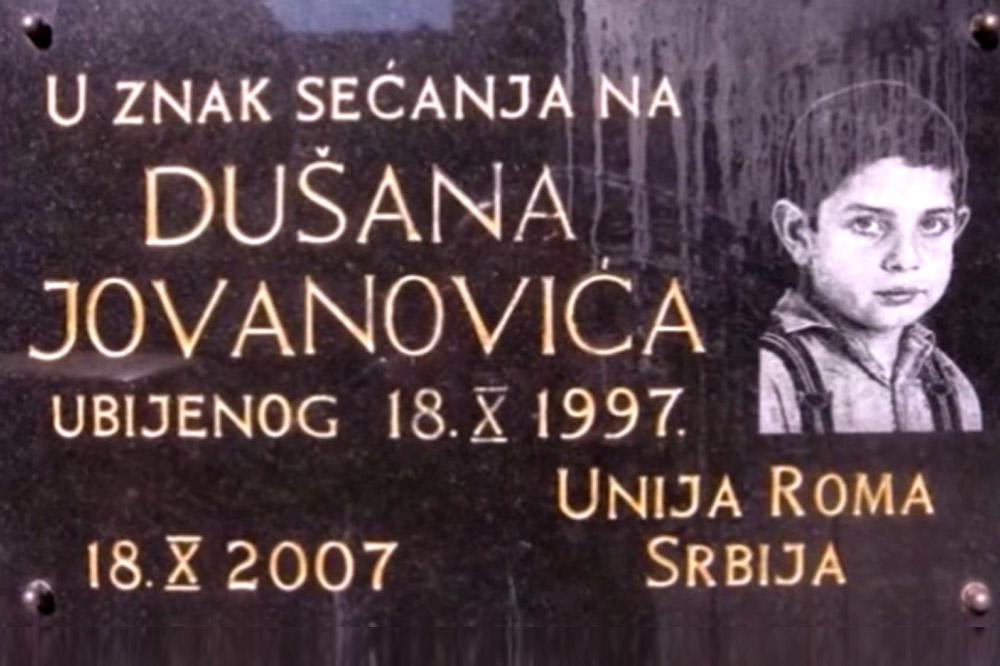 U ZNAK SEĆANJA NA
DUŠANA
JOVANOVIĆA
UBIJENOG 18. X 1997.
UNIJA ROMA
SRBIJA
18. X 2007